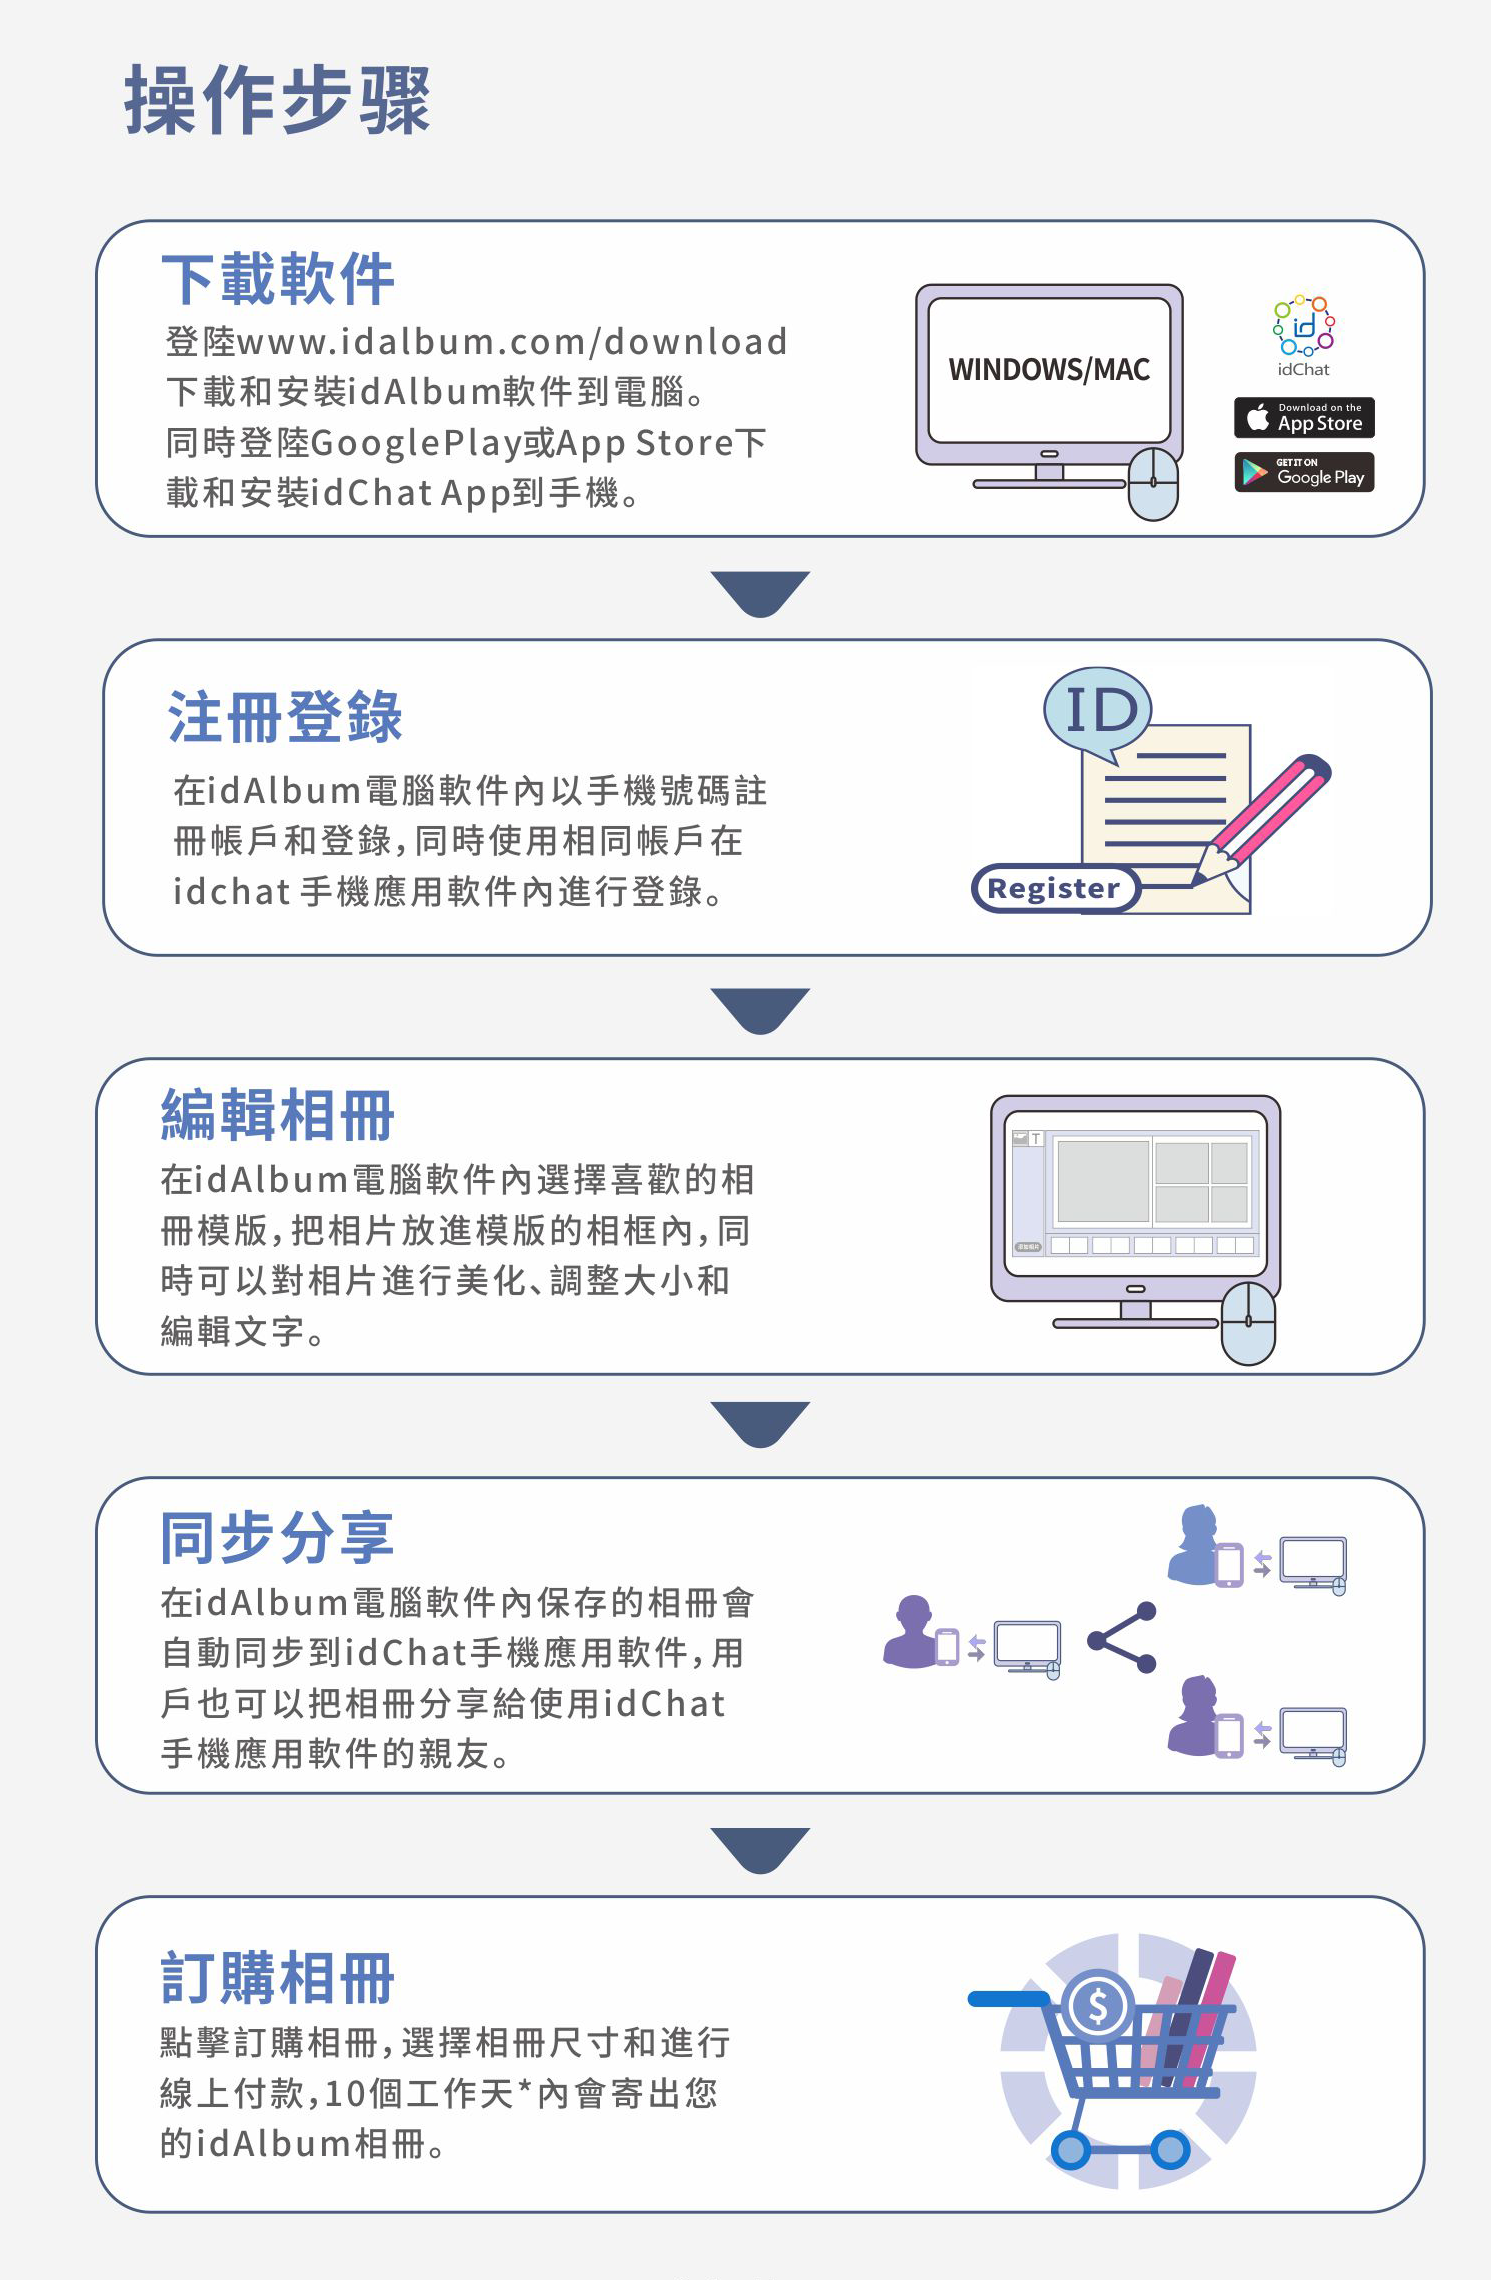 操作步骤
下載軟件
登陸www.idalbum.com/download
下載和安裝idAlbum軟件到電腦。
同時登陸GooglePlay或App Store下
載和安裝idChat App到手機。
WINDOWS/MAC
id
idChat
Download on the
App Store
GET IT ON
Google Play
注冊登錄
在idAlbum電腦軟件內以手機號碼註
冊帳戶和登錄，同時使用相同帳戶在
idchat 手機應用軟件內進行登錄。
ID
Register
編輯相冊
在idAlbum電腦軟件內選擇喜歡的相
冊模版，把相片放進模版的相框內，同
時可以對相片進行美化、調整大小和
編輯文字。
T
同步分享
在idAlbum電腦軟件內保存的相冊會
自動同步到idChat手機應用軟件，用
戶也可以把相冊分享給使用idChat
手機應用軟件的親友。
訂購相冊
點擊訂購相冊，選擇相冊尺寸和進行
線上付款，10個工作天*內會寄出您
的idAlbum相冊。
$